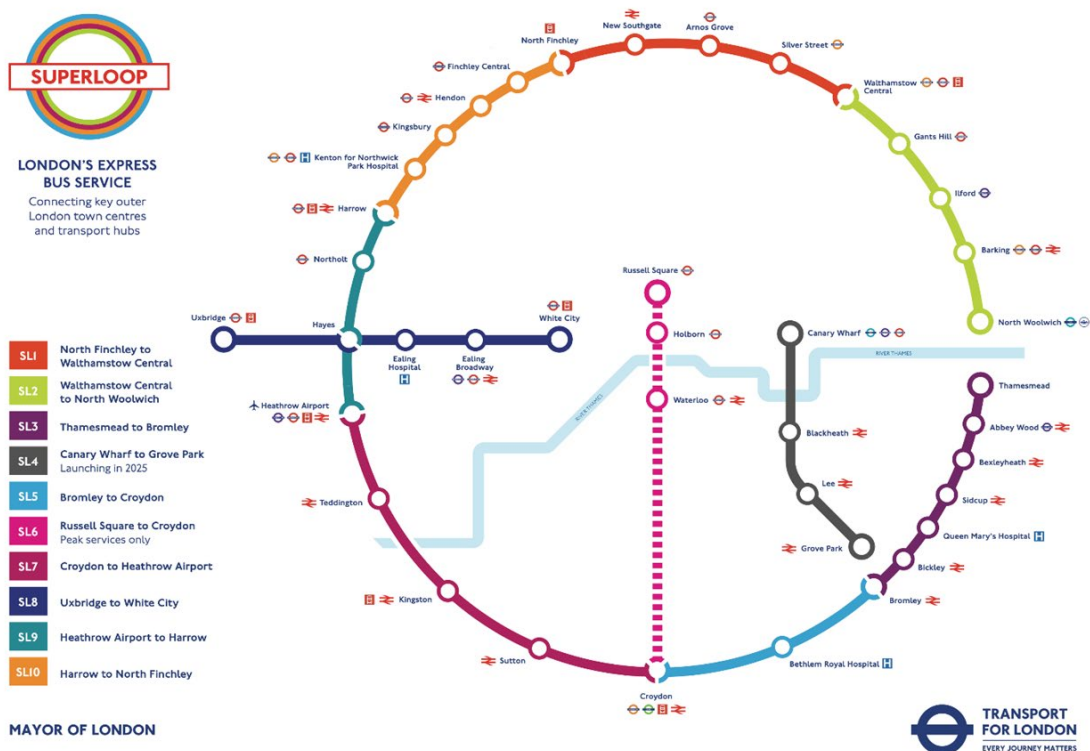 SUPERLOOP
LONDON'S EXPRESS
BUS SERVICE
Connecting key outer
London town centres
and transport hubs
SL1
North Finchley to
Walthamstow Central
SL2
Walthamstow Central
to North Woolwich
SL3
Thamesmead to Bromley
SL4
Canary Wharf to Grove Park
Launching in 2025
SL5
Bromley to Croydon
SL6
Russell Square to Croydon
Peak services only
SL7
Croydon to Heathrow Airport
SL8
Uxbridge to White City
SL9
Heathrow Airport to Harrow
SL10
Harrow to North Finchley
North Finchley
New Southgate
Arnos Grove
Silver Street
Walthamstow
Central
Gants Hill
Ilford
Barking
North Woolwich
Finchley Central
Hendon
Kingsbury
H
Kenton for Northwick
Park Hospital
Harrow
Northolt
Uxbridge
Hayes
Ealing
Hospital
H
Ealing
Broadway
White City
Heathrow Airport
Teddington
Kingston
Sutton
Croydon
Russell Square
Holborn
Waterloo
Canary Wharf
Blackheath
Lee
Grove Park
RIVER THAMES
RIVER THAMES
Thamesmead
Abbey Wood
Bexleyheath
Sidcup
Queen Mary's Hospital H
Bickley
Bromley
Bethlem Royal Hospital H
MAYOR OF LONDON
TRANSPORT
FOR LONDON
EVERY JOURNEY MATTERS